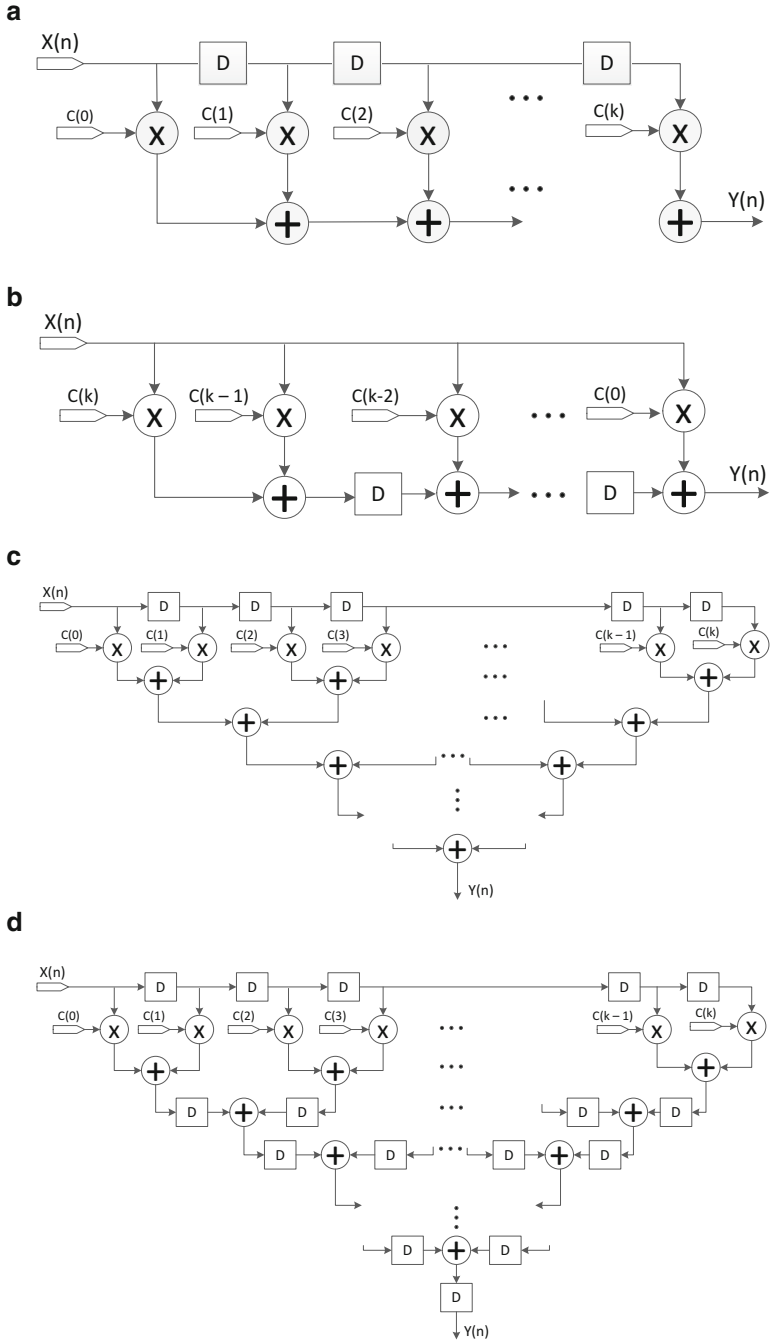 a
X(n) D D D
C(0) X C(1) X C(2) X ... C(k) X
...
+ + + Y(n)
b
X(n)
C(k) X C(k – 1) X C(k-2) X ... C(0) X
+ D + ... D + Y(n)
c
X(n) D D D D D
C(0) X C(1) X C(2) X C(3) X ... C(k – 1) X C(k) X
+ + ... +
+ ... +
+ ... +
...
+
Y(n)
d
X(n) D D D D D
C(0) X C(1) X C(2) X C(3) X ... C(k – 1) X C(k) X
+ + ... +
D + D ... D + D
D + D ... D + D
...
D + D
D
Y(n)